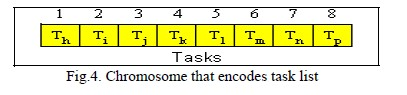 1 2 3 4 5 6 7 8
Th Ti Tj Tk Tl Tm Tn Tp
Tasks
Fig.4. Chromosome that encodes task list